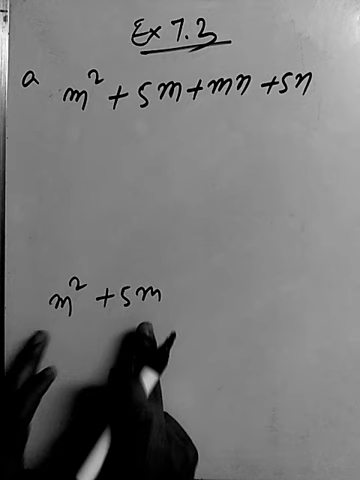 Ex 7.3
a m² + 5m + mn + 5n
m² + 5m